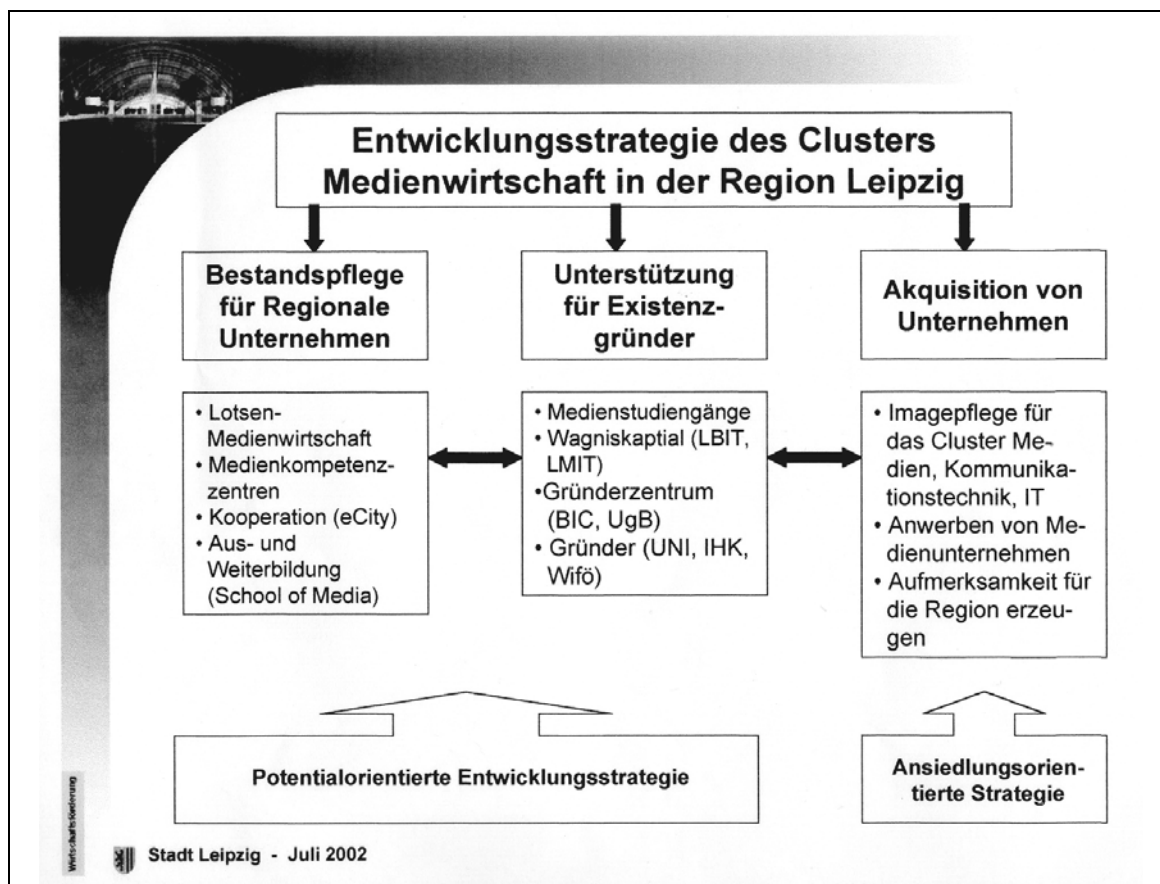 Entwicklungsstrategie des Clusters
Medienwirtschaft in der Region Leipzig
Bestandspflege
für Regionale
Unternehmen
Unterstützung
für Existenz-
gründer
Akquisition von
Unternehmen
• Lotsen-
Medienwirtschaft
• Medienkompetenz-
zentren
• Kooperation (eCity)
• Aus- und
Weiterbildung
(School of Media)
• Medienstudiengänge
• Wagniskaptial (LBIT,
LMIT)
•Gründerzentrum
(BIC, UgB)
• Gründer (UNI, IHK,
Wifö)
• Imagepflege für
das Cluster Me-
dien, Kommunika-
tionstechnik, IT
• Anwerben von Me-
dienunternehmen
• Aufmerksamkeit für
die Region erzeu-
gen
Potentialorientierte Entwicklungsstrategie
Ansiedlungsorien-
tierte Strategie
Wirtschaftsförderung
Stadt Leipzig - Juli 2002